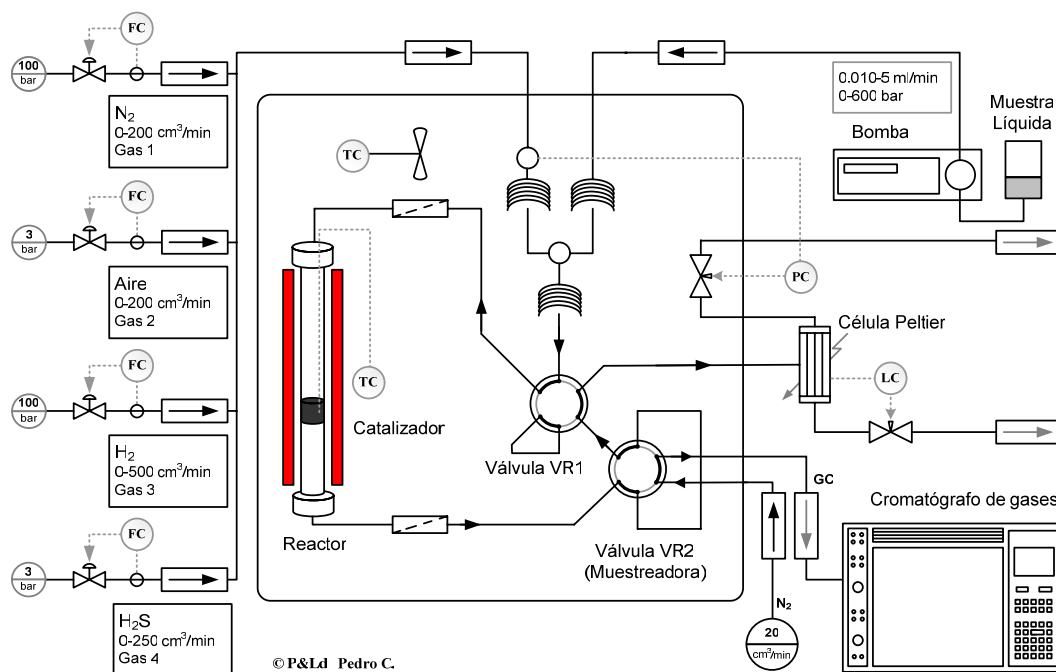 FC
100
bar
N₂
0-200 cm³/min
Gas 1
FC
3
bar
Aire
0-200 cm³/min
Gas 2
FC
100
bar
H₂
0-500 cm³/min
Gas 3
FC
3
bar
H₂S
0-250 cm³/min
Gas 4
TC
TC
Catalizador
Reactor
Válvula VR1
Válvula VR2
(Muestreadora)
0.010-5 ml/min
0-600 bar
Bomba
Muestra
Líquida
PC
Célula Peltier
LC
GC
Cromatógrafo de gases
N₂
20
cm³/min
© P&Ld Pedro C.